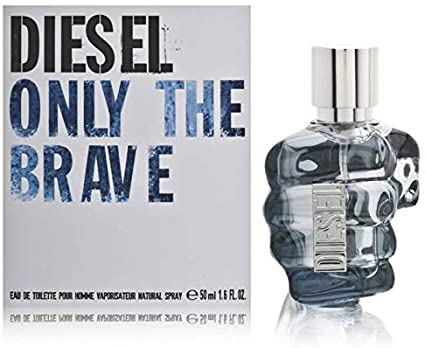 DIESEL
ONLY THE
BRAVE
EAU DE TOILETTE POUR HOMME VAPORISATEUR NATURAL SPRAY ℮ 50 ml 1.6 FL. OZ.
DIESEL